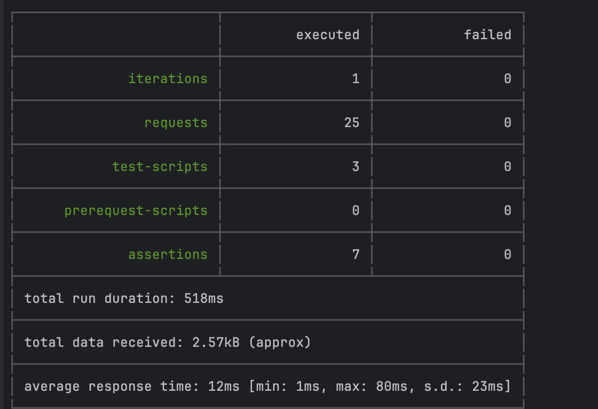 executed failed
iterations 1 0
requests 25 0
test-scripts 3 0
prerequest-scripts 0 0
assertions 7 0
total run duration: 518ms
total data received: 2.57kB (approx)
average response time: 12ms [min: 1ms, max: 80ms, s.d.: 23ms]